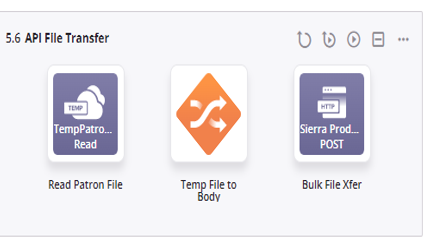 5.6 API File Transfer
TEMP
TempPatro...
Read
HTTP
Sierra Prod...
POST
Read Patron File
Temp File to
Body
Bulk File Xfer